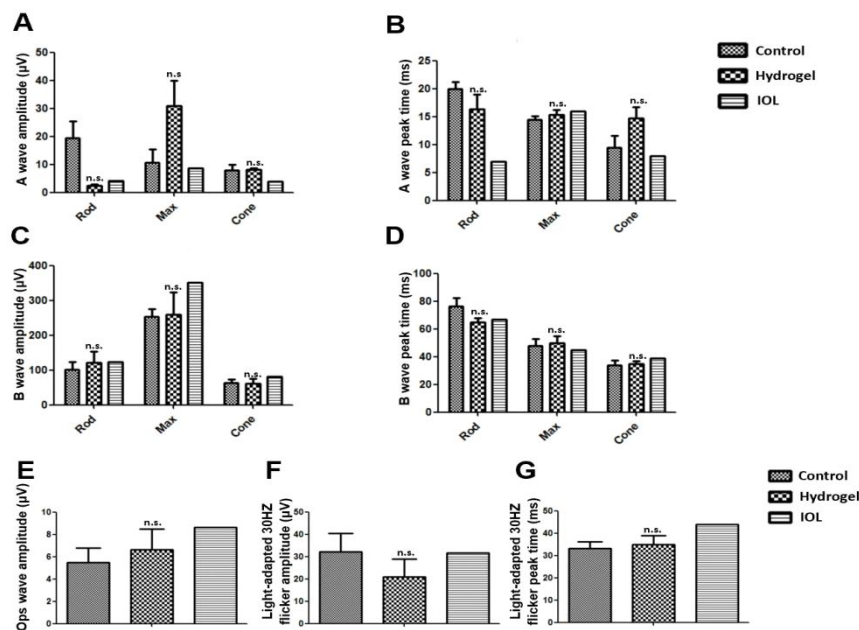 A
A wave amplitude (µV)
50
40
30
20
10
0
n.s.
n.s
n.s.
Rod
Max
Cone
B
A wave peak time (ms)
25
20
15
10
5
0
n.s.
n.s.
n.s.
Rod
Max
Cone
Control
Hydrogel
IOL
C
B wave amplitude (µV)
400
300
200
100
0
n.s.
n.s.
n.s.
Rod
Max
Cone
D
B wave peak time (ms)
100
80
60
40
20
0
n.s.
n.s.
n.s.
Rod
Max
Cone
E
Ops wave amplitude (µV)
10
8
6
4
2
0
n.s.
F
Light-adapted 30HZ
flicker amplitude (µV)
50
40
30
20
10
0
n.s.
G
Light-adapted 30HZ
flicker peak time (ms)
50
40
30
20
10
0
n.s.
Control
Hydrogel
IOL